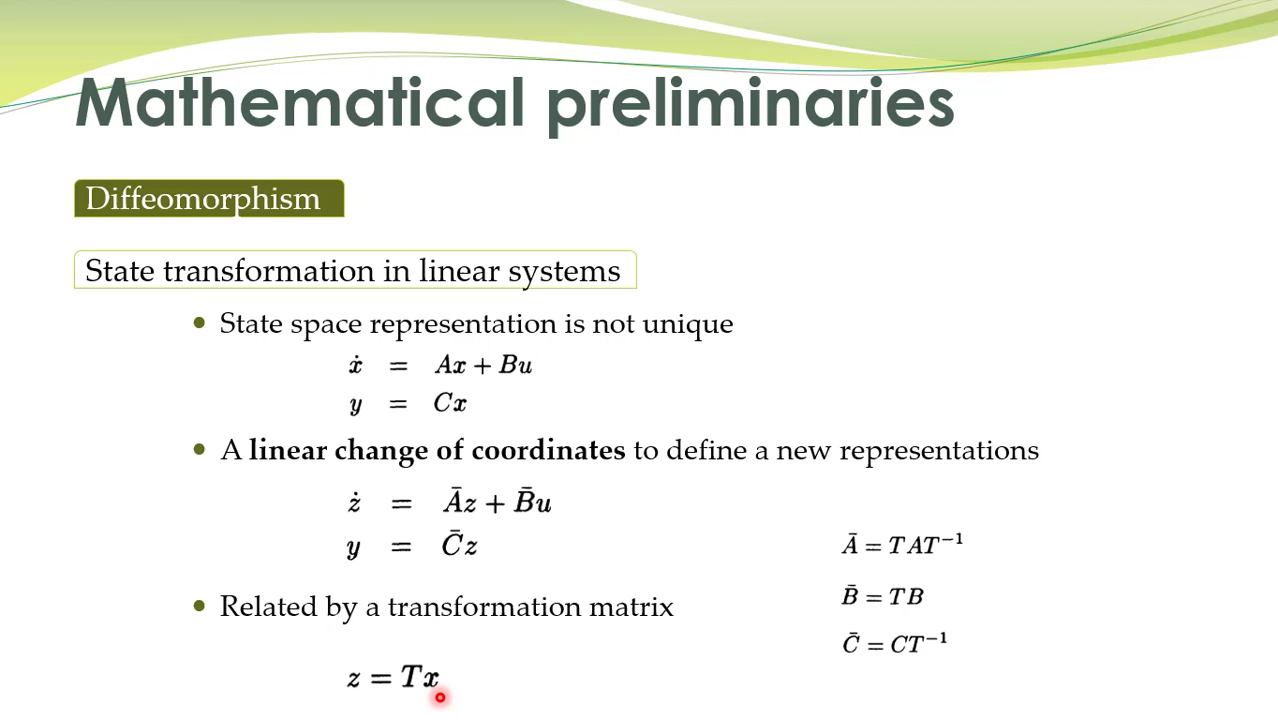 Mathematical preliminaries
Diffeomorphism
State transformation in linear systems
• State space representation is not unique
ẋ = Ax + Bu
y = Cx
• A linear change of coordinates to define a new representations
ż = Āz + B̄u
y = C̄z
Ā = TAT⁻¹
B̄ = TB
• Related by a transformation matrix
C̄ = CT⁻¹
z = Tx